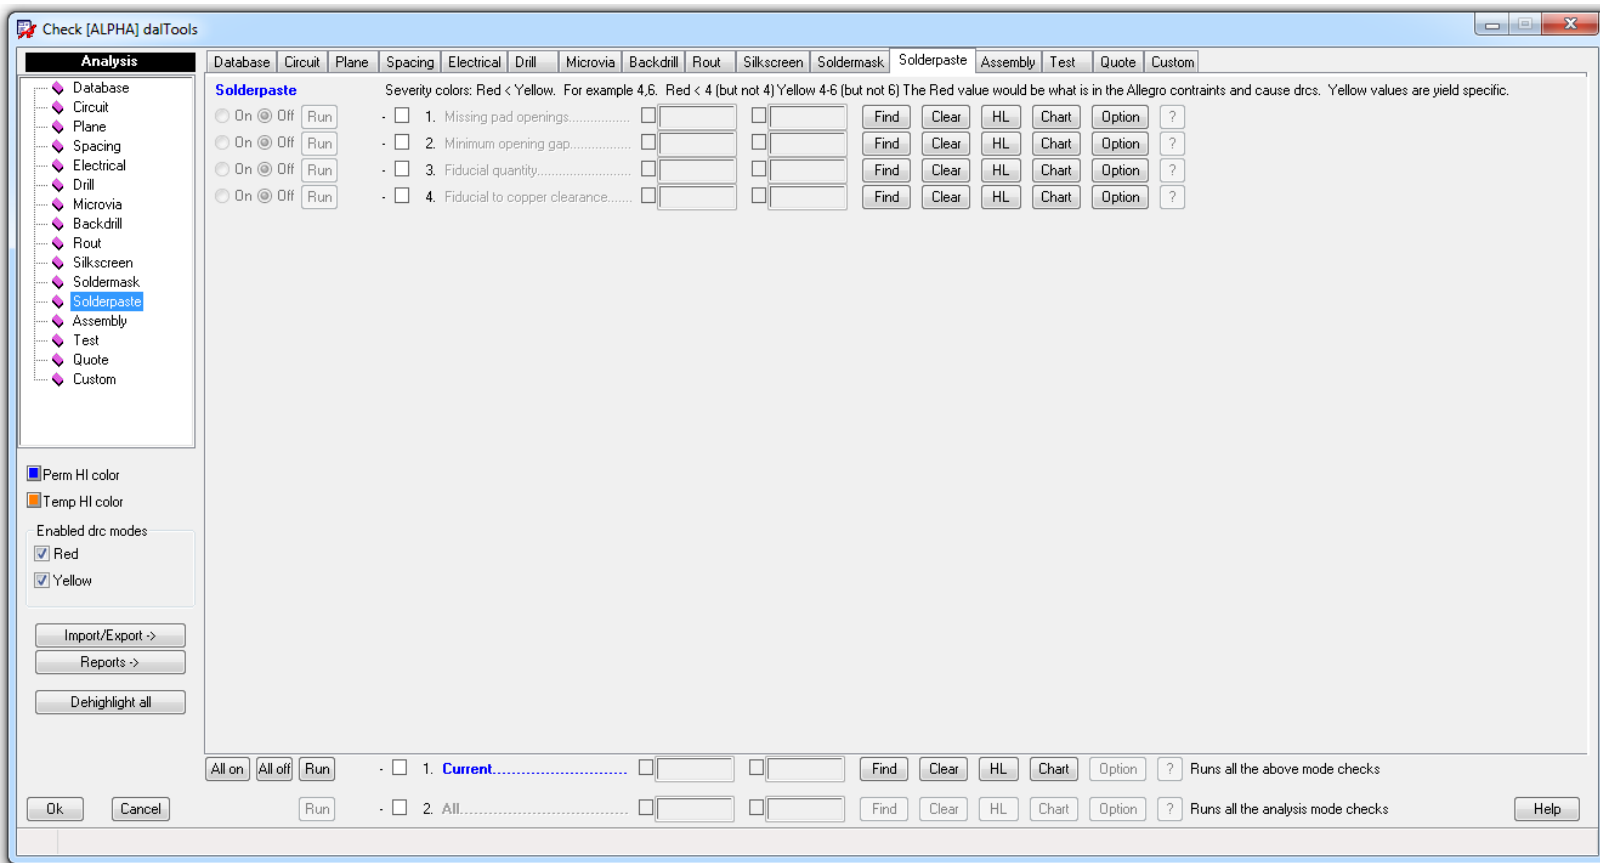 Check [ALPHA] dalTools
Analysis
Database
Circuit
Plane
Spacing
Electrical
Drill
Microvia
Backdrill
Rout
Silkscreen
Soldermask
Solderpaste
Assembly
Test
Quote
Custom
Perm HI color
Temp HI color
Enabled drc modes
Red
Yellow
Import/Export ->
Reports ->
Dehighlight all
Database Circuit Plane Spacing Electrical Drill Microvia Backdrill Rout Silkscreen Soldermask Solderpaste Assembly Test Quote Custom
Solderpaste Severity colors: Red < Yellow. For example 4,6. Red < 4 (but not 4) Yellow 4-6 (but not 6) The Red value would be what is in the Allegro contraints and cause drcs. Yellow values are yield specific.
On Off Run - 1. Missing pad openings................ Find Clear HL Chart Option ?
On Off Run - 2. Minimum opening gap................ Find Clear HL Chart Option ?
On Off Run - 3. Fiducial quantity........................ Find Clear HL Chart Option ?
On Off Run - 4. Fiducial to copper clearance....... Find Clear HL Chart Option ?
All on All off Run - 1. Current............................ Find Clear HL Chart Option ? Runs all the above mode checks
Run - 2. All.................................... Find Clear HL Chart Option ? Runs all the analysis mode checks
Ok Cancel Help